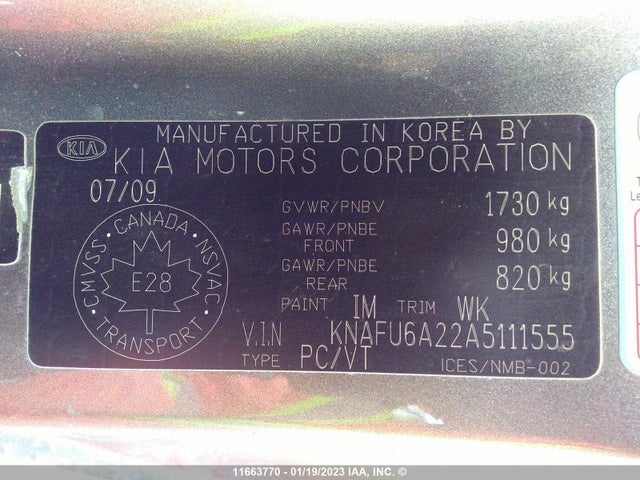 KIA
MANUFACTURED IN KOREA BY
KIA MOTORS CORPORATION
07/09
GVWR/PNBV 1730 kg
GAWR/PNBE FRONT 980 kg
GAWR/PNBE REAR 820 kg
CMVSS CANADA NSVAC
E28
TRANSPORT
PAINT IM TRIM WK
V.I.N KNAFU6A22A5111555
TYPE PC/VT
ICES/NMB-002
11663770 - 01/19/2023 IAA, INC. ©